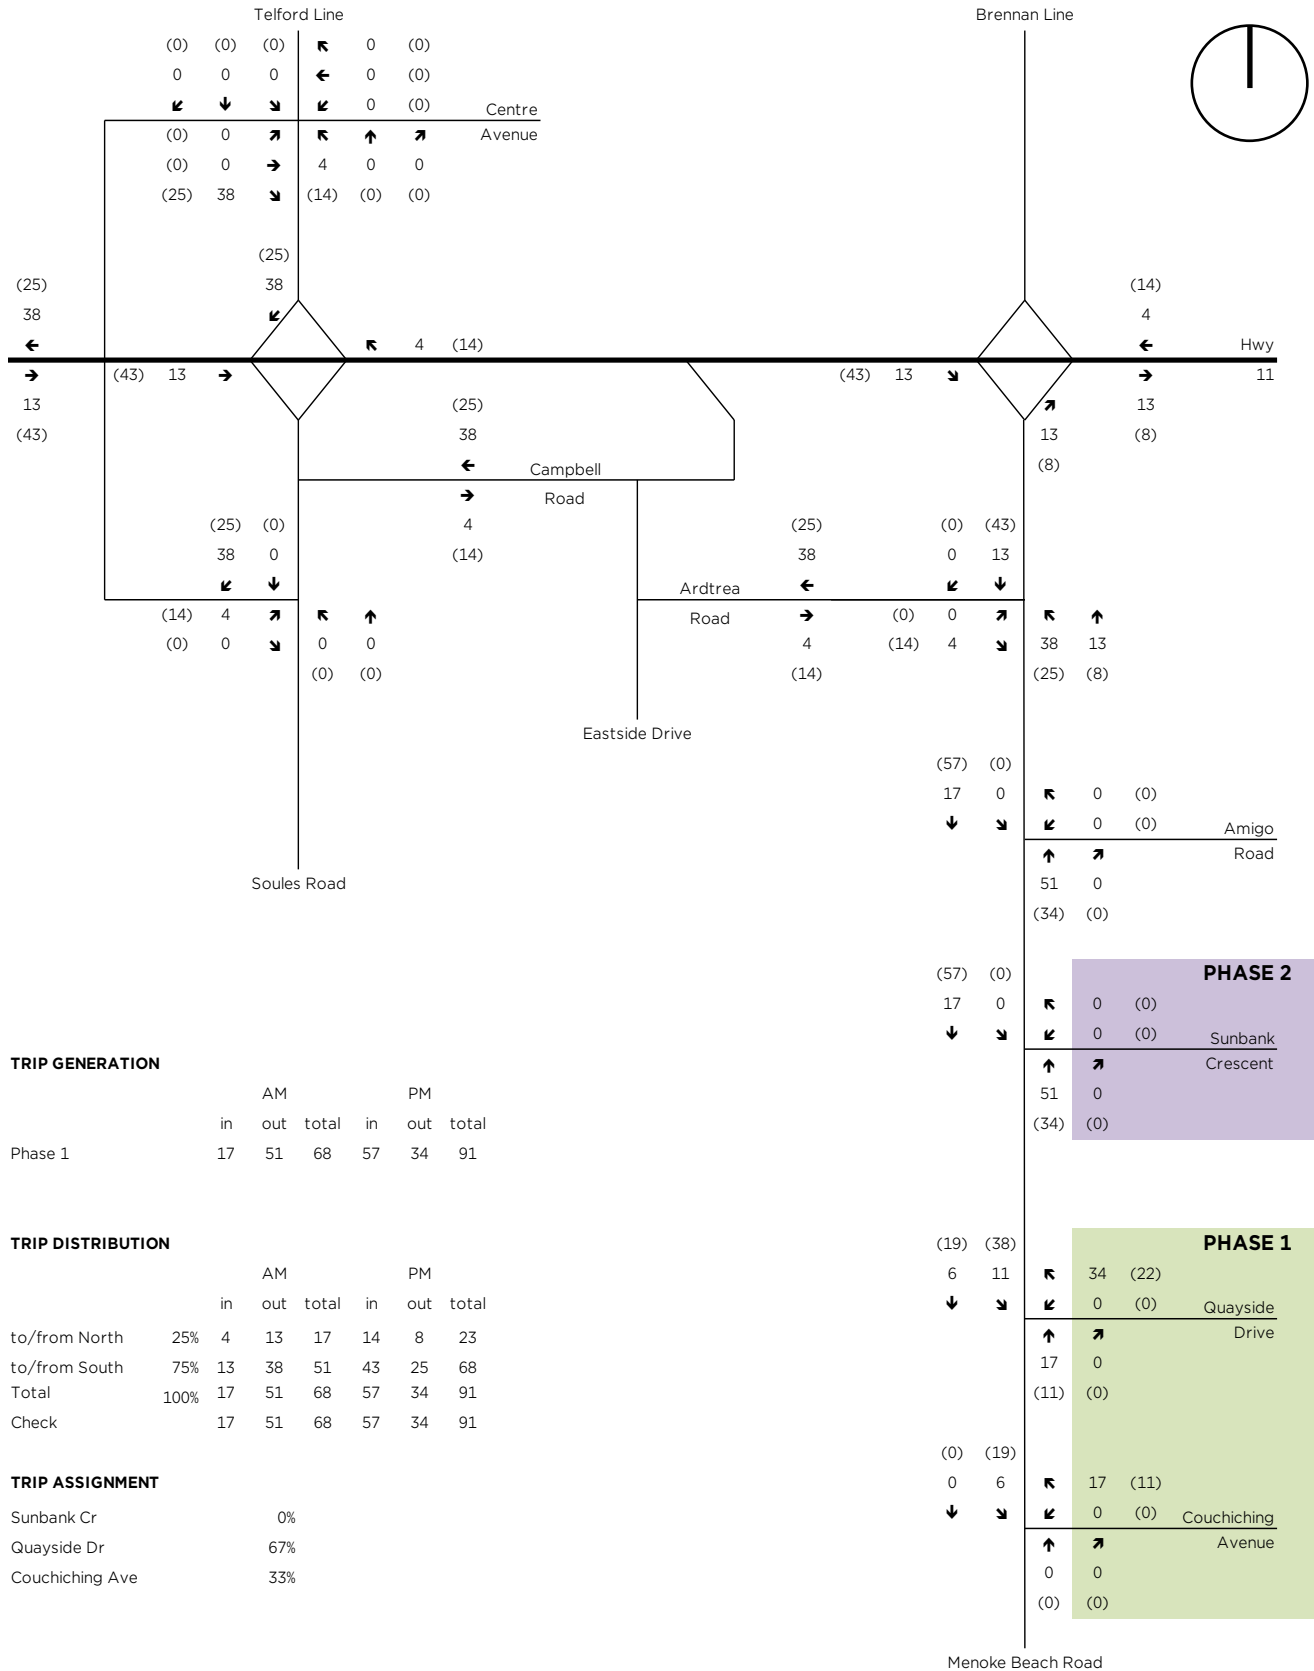 Telford Line Brennan Line
(0) (0) (0) ↖ 0 (0)
0 0 0 ← 0 (0)
↙ ↓ ↘ ↙ 0 (0) Centre
(0) 0 ↗ ↖ ↑ ↗ Avenue
(0) 0 → 4 0 0
(25) 38 ↘ (14) (0) (0)
(25)
(25) 38 (14)
38 ↙ 4
← ↖ 4 (14) ← Hwy
→ (43) 13 → (43) 13 ↘ → 11
13 (25) ↗ 13
(43) 38 13 (8)
← Campbell (8)
→ Road
(25) (0) 4 (25) (0) (43)
38 0 (14) 38 0 13
↙ ↓ Ardtrea ← ↙ ↓
(14) 4 ↗ ↖ ↑ Road → (0) 0 ↗ ↖ ↑
(0) 0 ↘ 0 0 4 (14) 4 ↘ 38 13
(0) (0) (14) (25) (8)
Eastside Drive
(57) (0)
17 0 ↖ 0 (0)
↓ ↘ ↙ 0 (0) Amigo
↑ ↗ Road
Soules Road 51 0
(34) (0)
(57) (0) PHASE 2
17 0 ↖ 0 (0)
↓ ↘ ↙ 0 (0) Sunbank
TRIP GENERATION ↑ ↗ Crescent
AM PM 51 0
in out total in out total (34) (0)
Phase 1 17 51 68 57 34 91
TRIP DISTRIBUTION (19) (38) PHASE 1
AM PM 6 11 ↖ 34 (22)
in out total in out total ↓ ↘ ↙ 0 (0) Quayside
to/from North 25% 4 13 17 14 8 23 ↑ ↗ Drive
to/from South 75% 13 38 51 43 25 68 17 0
Total 100% 17 51 68 57 34 91 (11) (0)
Check 17 51 68 57 34 91
(0) (19)
TRIP ASSIGNMENT 0 6 ↖ 17 (11)
Sunbank Cr 0% ↓ ↘ ↙ 0 (0) Couchiching
Quayside Dr 67% ↑ ↗ Avenue
Couchiching Ave 33% 0 0
(0) (0)
Menoke Beach Road